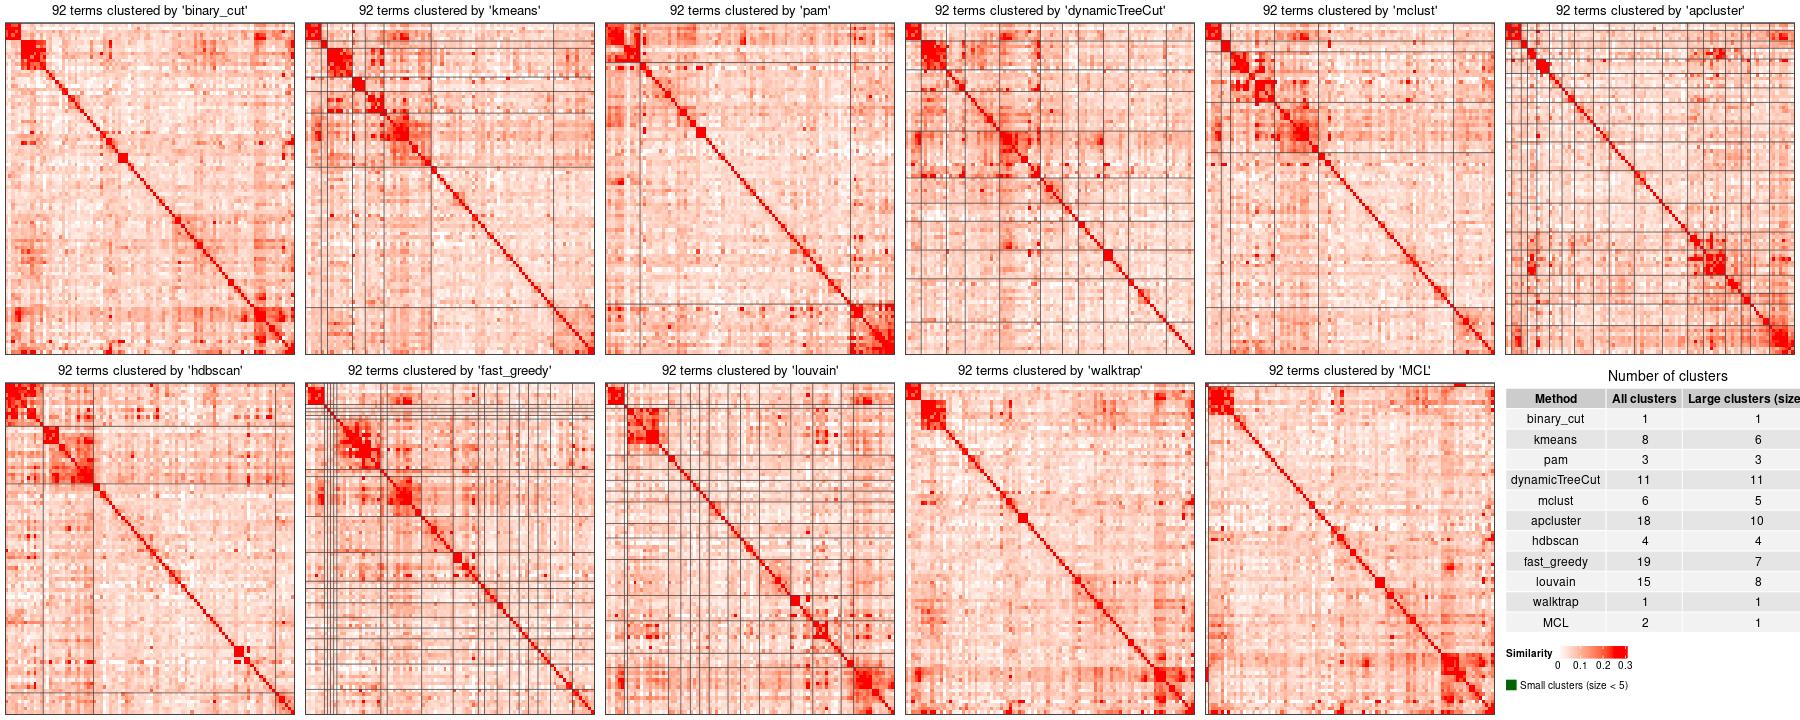 92 terms clustered by 'binary_cut'
92 terms clustered by 'kmeans'
92 terms clustered by 'pam'
92 terms clustered by 'dynamicTreeCut'
92 terms clustered by 'mclust'
92 terms clustered by 'apcluster'
92 terms clustered by 'hdbscan'
92 terms clustered by 'fast_greedy'
92 terms clustered by 'louvain'
92 terms clustered by 'walktrap'
92 terms clustered by 'MCL'
Number of clusters
Method All clusters Large clusters (size
binary_cut 1 1
kmeans 8 6
pam 3 3
dynamicTreeCut 11 11
mclust 6 5
apcluster 18 10
hdbscan 4 4
fast_greedy 19 7
louvain 15 8
walktrap 1 1
MCL 2 1
Similarity
0 0.1 0.2 0.3
Small clusters (size < 5)